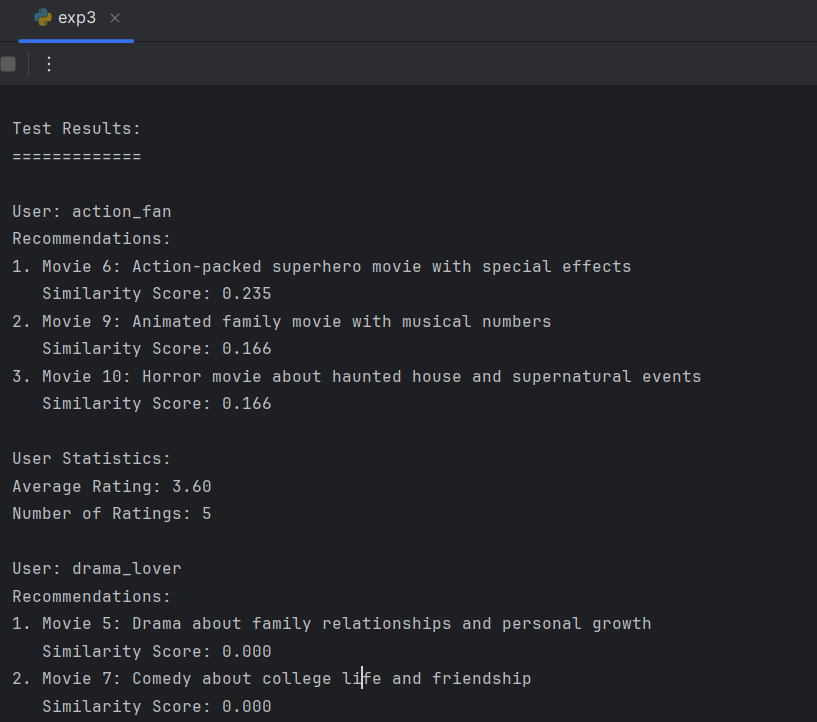 exp3
Test Results:
=============
User: action_fan
Recommendations:
1. Movie 6: Action-packed superhero movie with special effects
Similarity Score: 0.235
2. Movie 9: Animated family movie with musical numbers
Similarity Score: 0.166
3. Movie 10: Horror movie about haunted house and supernatural events
Similarity Score: 0.166
User Statistics:
Average Rating: 3.60
Number of Ratings: 5
User: drama_lover
Recommendations:
1. Movie 5: Drama about family relationships and personal growth
Similarity Score: 0.000
2. Movie 7: Comedy about college life and friendship
Similarity Score: 0.000